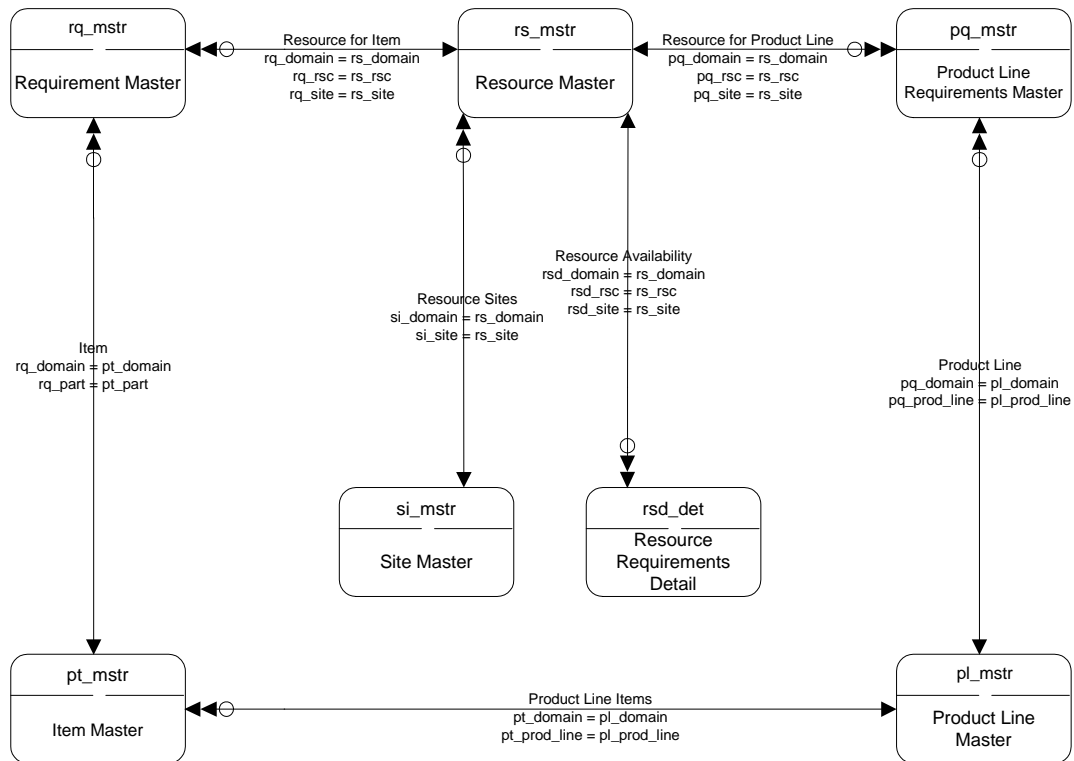 rq_mstr
Requirement Master
Resource for Item
rq_domain = rs_domain
rq_rsc = rs_rsc
rq_site = rs_site
rs_mstr
Resource Master
Resource for Product Line
pq_domain = rs_domain
pq_rsc = rs_rsc
pq_site = rs_site
pq_mstr
Product Line
Requirements Master
Resource Availability
rsd_domain = rs_domain
rsd_rsc = rs_rsc
rsd_site = rs_site
Resource Sites
si_domain = rs_domain
si_site = rs_site
Item
rq_domain = pt_domain
rq_part = pt_part
Product Line
pq_domain = pl_domain
pq_prod_line = pl_prod_line
si_mstr
Site Master
rsd_det
Resource
Requirements
Detail
pt_mstr
Item Master
Product Line Items
pt_domain = pl_domain
pt_prod_line = pl_prod_line
pl_mstr
Product Line
Master